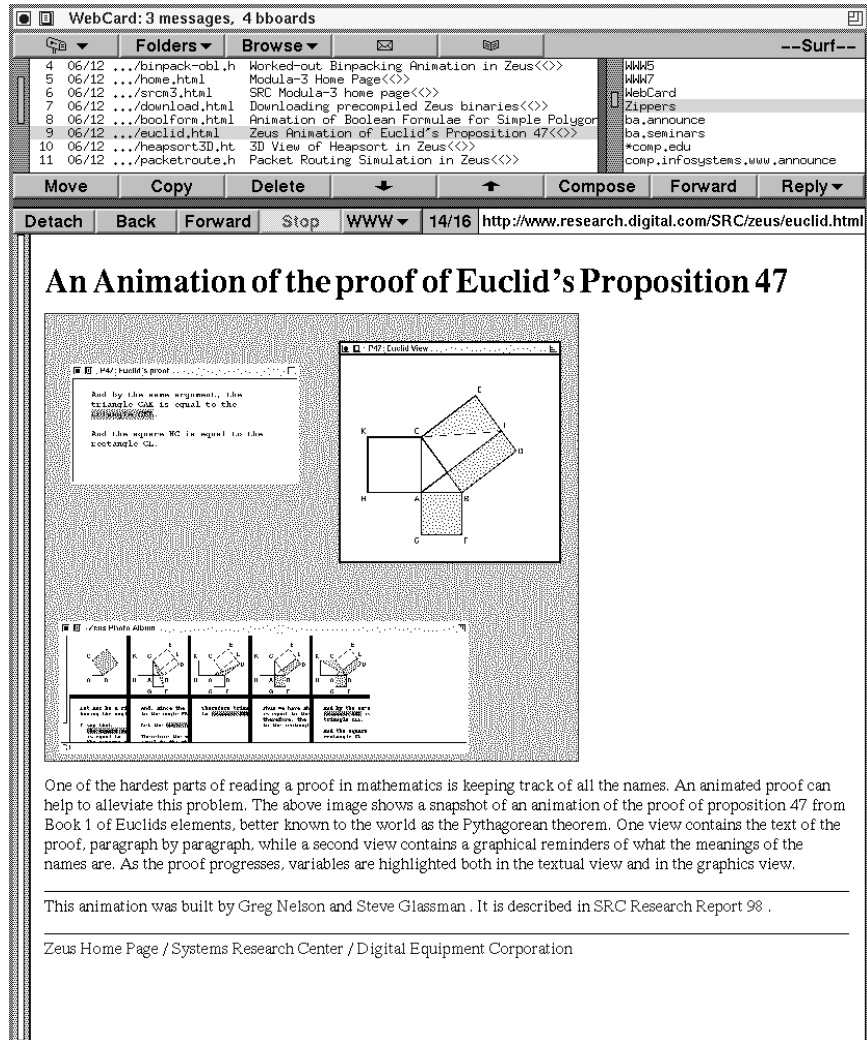 WebCard: 3 messages, 4 bboards
Folders Browse --Surf--
4 06/12 .../binpack-obl.h Worked-out Binpacking Animation in Zeus<<>>
5 06/12 .../home.html Modula-3 Home Page<<>>
6 06/12 .../srcm3.html SRC Modula-3 home page<<>>
7 06/12 .../download.html Downloading precompiled Zeus binaries<<>>
8 06/12 .../boolform.html Animation of Boolean Formulae for Simple Polygon
9 06/12 .../euclid.html Zeus Animation of Euclid's Proposition 47<<>>
10 06/12 .../heapsort3D.ht 3D View of Heapsort in Zeus<<>>
11 06/12 .../packetroute.h Packet Routing Simulation in Zeus<<>>
WWW5
WWW7
WebCard
Zippers
ba.announce
ba.seminars
*comp.edu
comp.infosystems.www.announce
Move Copy Delete Compose Forward Reply
Detach Back Forward Stop WWW 14/16 http://www.research.digital.com/SRC/zeus/euclid.html
An Animation of the proof of Euclid's Proposition 47
P47: Euclid's proof
And by the same argument, the
triangle CAK is equal to the
And the square HC is equal to the
rectangle CL.
P47: Euclid View
E
K C L
D
H A B
G F
Zeus Photo Album
One of the hardest parts of reading a proof in mathematics is keeping track of all the names. An animated proof can
help to alleviate this problem. The above image shows a snapshot of an animation of the proof of proposition 47 from
Book 1 of Euclids elements, better known to the world as the Pythagorean theorem. One view contains the text of the
proof, paragraph by paragraph, while a second view contains a graphical reminders of what the meanings of the
names are. As the proof progresses, variables are highlighted both in the textual view and in the graphics view.
This animation was built by Greg Nelson and Steve Glassman . It is described in SRC Research Report 98 .
Zeus Home Page / Systems Research Center / Digital Equipment Corporation